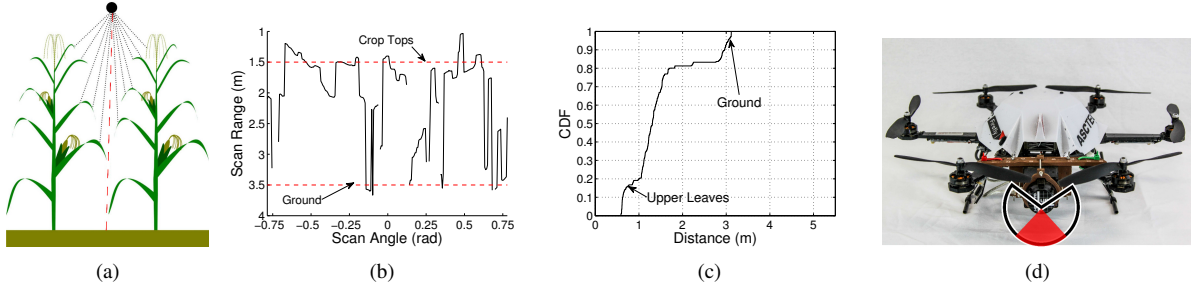 1
1.5
2
2.5
3
3.5
4
Scan Range (m)
Crop Tops
Ground
−0.75
−0.5
−0.25
0
0.25
0.5
0.75
Scan Angle (rad)
1
0.9
0.8
0.7
0.6
0.5
0.4
0.3
0.2
0.1
0
CDF
Ground
Upper Leaves
0
1
2
3
4
5
Distance (m)
ASCTEC
(a)
(b)
(c)
(d)